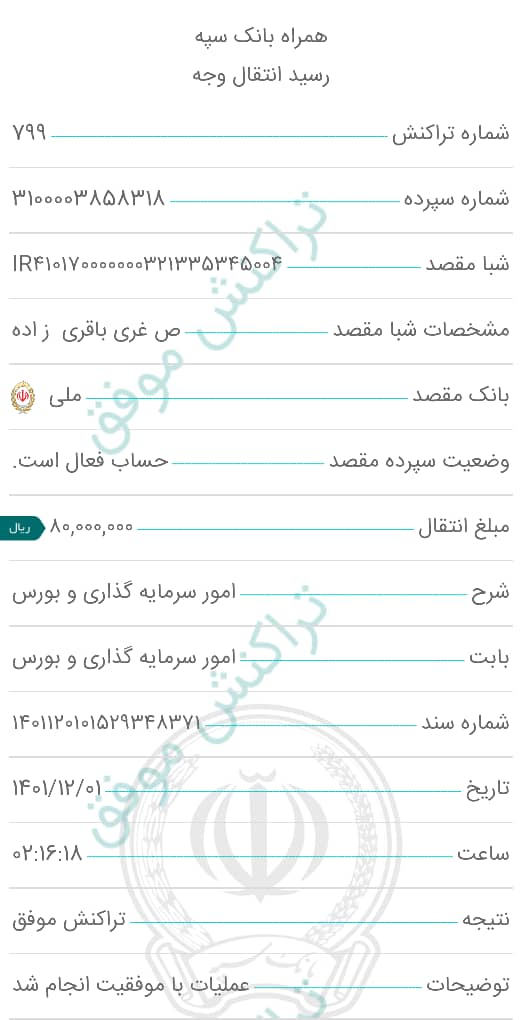 همراه بانک سپه
رسید انتقال وجه
شماره تراکنش ۷۹۹
شماره سپرده ۳۱۰۰۰۰۳۸۵۸۳۱۸
شبا مقصد IR۴۱۰۱۷۰۰۰۰۰۰۰۳۲۱۳۳۵۳۴۵۰۰۴
مشخصات شبا مقصد ص غری باقری ز اده
بانک مقصد ملی
وضعیت سپرده مقصد حساب فعال است.
مبلغ انتقال ۸۰,۰۰۰,۰۰۰ ریال
شرح امور سرمایه گذاری و بورس
بابت امور سرمایه گذاری و بورس
شماره سند ۱۴۰۱۱۲۰۱۰۱۵۲۹۳۴۸۳۷۱
تاریخ ۱۴۰۱/۱۲/۰۱
ساعت ۰۲:۱۶:۱۸
نتیجه تراکنش موفق
توضیحات عملیات با موفقیت انجام شد
تراکنش موفق
تراکنش موفق
بانک سپه